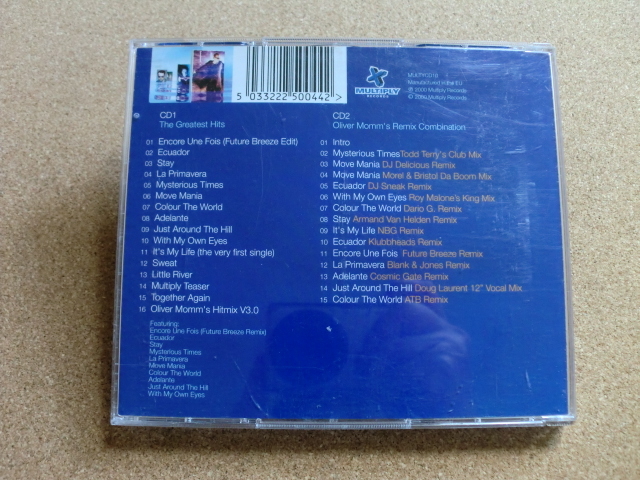 5 033222 500442 >
MULTIPLY
RECORDS
Manufactured in the EU
℗ 2000 Multiply Records
© 2000 Multiply Records
CD1
The Greatest Hits
01 Encore Une Fois (Future Breeze Edit)
02 Ecuador
03 Stay
04 La Primavera
05 Mysterious Times
06 Move Mania
07 Colour The World
08 Adelante
09 Just Around The Hill
10 With My Own Eyes
11 It's My Life (the very first single)
12 Sweat
13 Little River
14 Multiply Teaser
15 Together Again
16 Oliver Momm's Hitmix V3.0
Featuring:
Encore Une Fois (Future Breeze Remix)
Ecuador
Stay
Mysterious Times
La Primavera
Move Mania
Colour The World
Adelante
Just Around The Hill
With My Own Eyes
CD2
Oliver Momm's Remix Combination
01 Intro
02 Mysterious Times Todd Terry's Club Mix
03 Move Mania DJ Delicious Remix
04 Move Mania Morel & Bristol Da Boom Mix
05 Ecuador DJ Sneak Remix
06 With My Own Eyes Roy Malone's King Mix
07 Colour The World Dario G. Remix
08 Stay Armand Van Helden Remix
09 It's My Life NBG Remix
10 Ecuador Klubbheads Remix
11 Encore Une Fois Future Breeze Remix
12 La Primavera Blank & Jones Remix
13 Adelante Cosmic Gate Remix
14 Just Around The Hill Doug Laurent 12" Vocal Mix
15 Colour The World ATB Remix